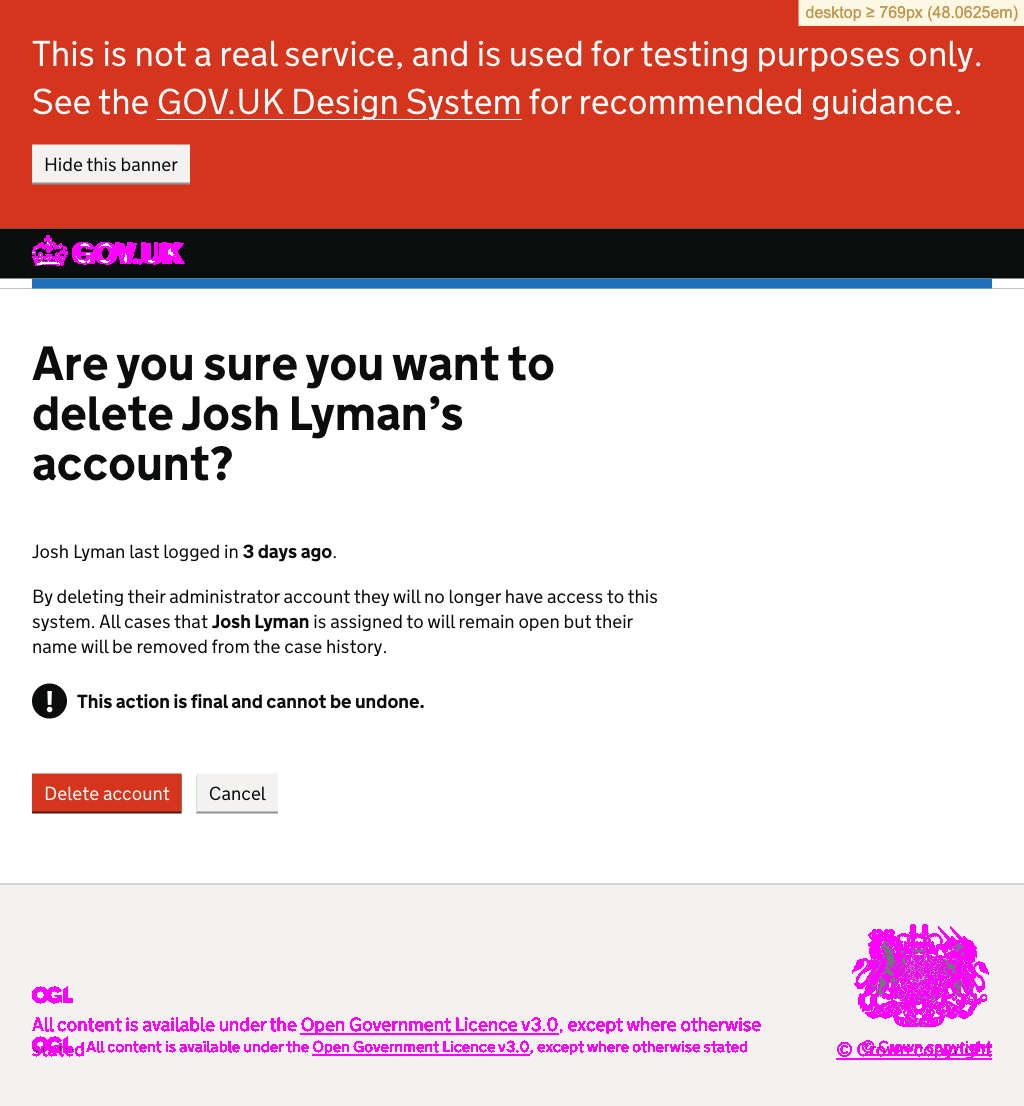 desktop ≥ 769px (48.0625em)
This is not a real service, and is used for testing purposes only.
See the GOV.UK Design System for recommended guidance.
Hide this banner
GOV.UK
Are you sure you want to
delete Josh Lyman’s
account?
Josh Lyman last logged in 3 days ago.
By deleting their administrator account they will no longer have access to this
system. All cases that Josh Lyman is assigned to will remain open but their
name will be removed from the case history.
! This action is final and cannot be undone.
Delete account
Cancel
OGL
All content is available under the Open Government Licence v3.0, except where otherwise
stated
OGL
All content is available under the Open Government Licence v3.0, except where otherwise stated
© Crown copyright
© Crown copyright